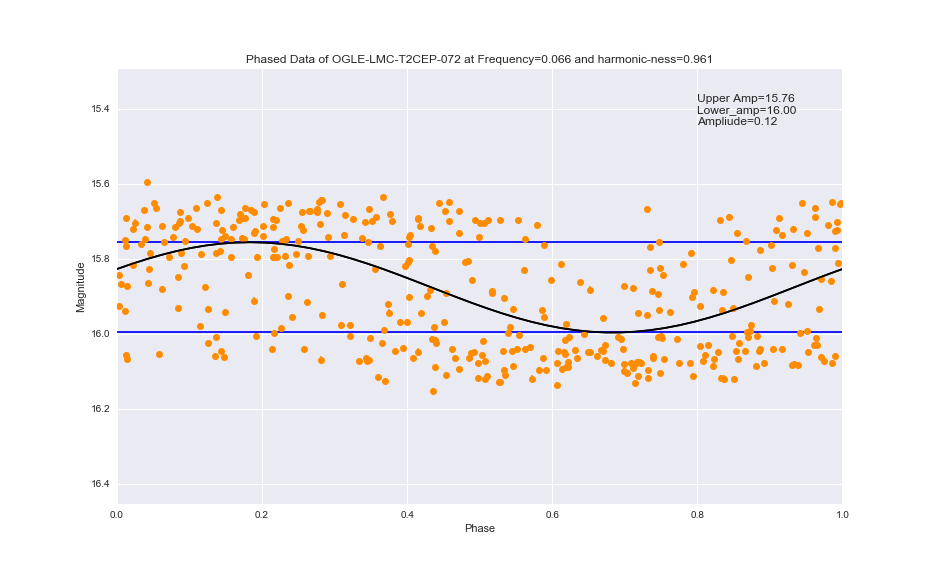 Phased Data of OGLE-LMC-T2CEP-072 at Frequency=0.066 and harmonic-ness=0.961
Upper Amp=15.76
Lower_amp=16.00
Ampliude=0.12
15.4
15.6
15.8
16.0
16.2
16.4
Magnitude
0.0 0.2 0.4 0.6 0.8 1.0
Phase